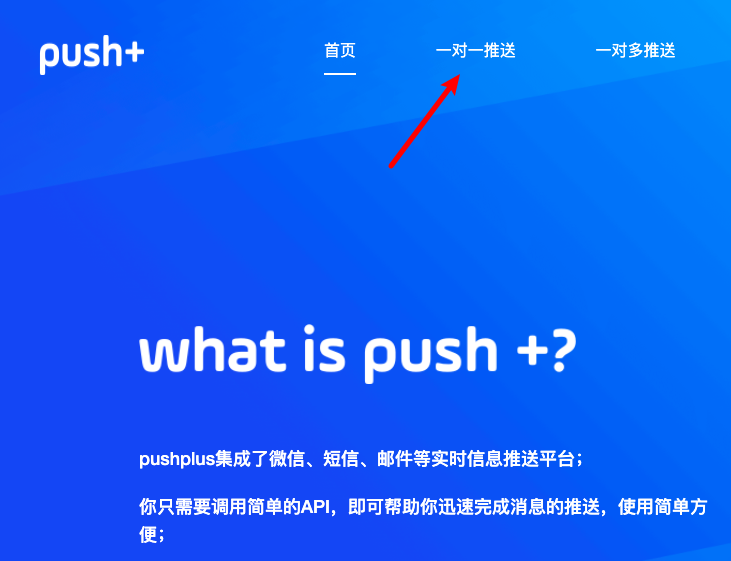 push+
首页
一对一推送
一对多推送
what is push +?
pushplus集成了微信、短信、邮件等实时信息推送平台；
你只需要调用简单的API，即可帮助你迅速完成消息的推送，使用简单方
便；